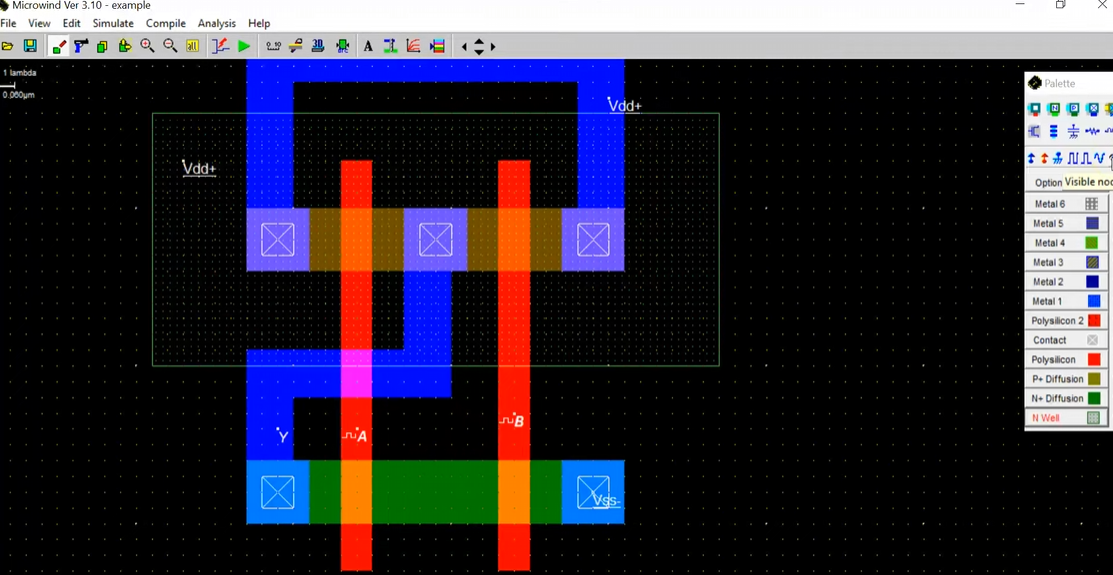 Microwind Ver 3.10 - example
File View Edit Simulate Compile Analysis Help
1 lambda
0.060µm
Palette
Vdd+
Vdd+
Option
Visible nod
Metal 6
Metal 5
Metal 4
Metal 3
Metal 2
Metal 1
Polysilicon 2
Contact
Polysilicon
P+ Diffusion
N+ Diffusion
N Well
Y
A
B
Vss-